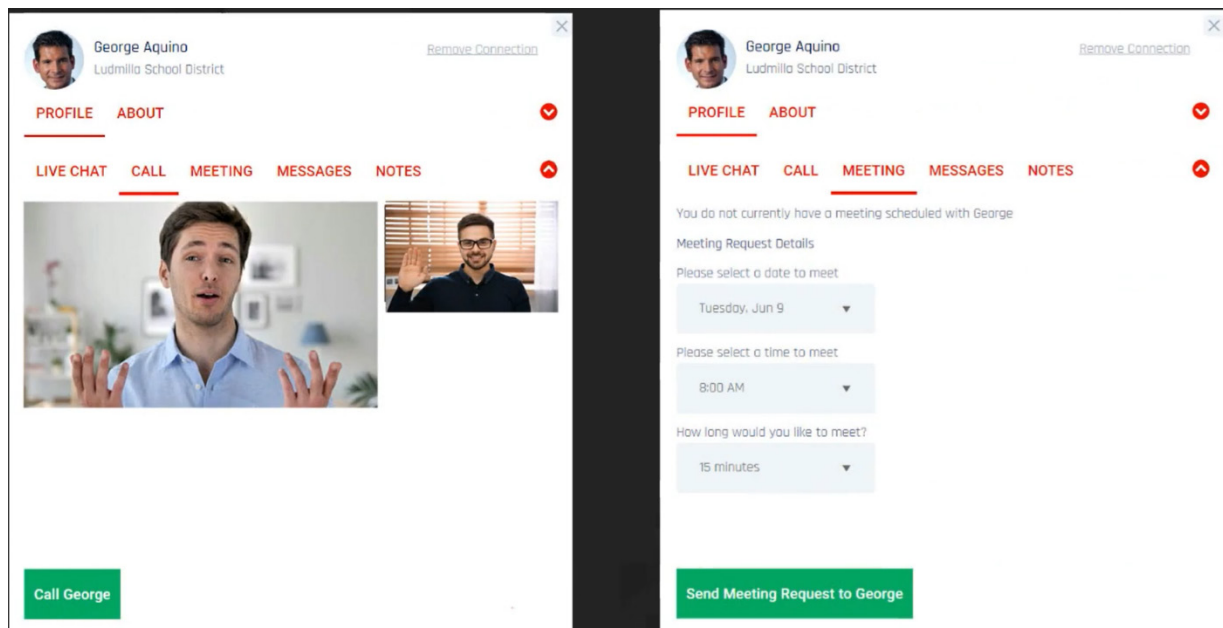 George Aquino
Remove Connection
Ludmilla School District
PROFILE ABOUT
LIVE CHAT CALL MEETING MESSAGES NOTES
Call George
George Aquino
Remove Connection
Ludmilla School District
PROFILE ABOUT
LIVE CHAT CALL MEETING MESSAGES NOTES
You do not currently have a meeting scheduled with George
Meeting Request Details
Please select a date to meet
Tuesday, Jun 9
Please select a time to meet
8:00 AM
How long would you like to meet?
15 minutes
Send Meeting Request to George